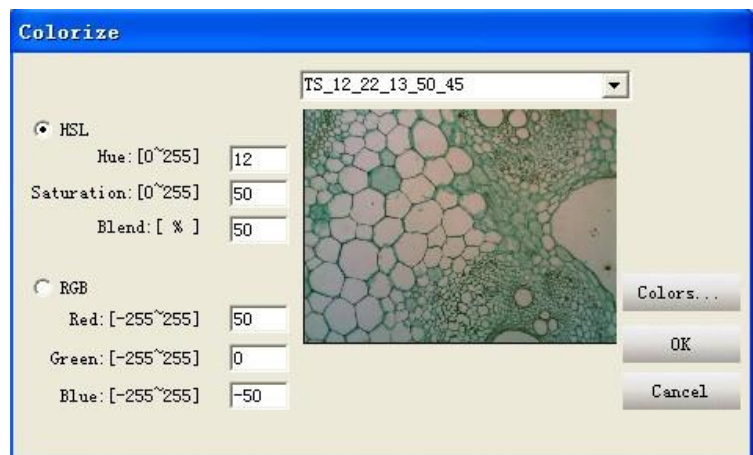 Colorize
TS_12_22_13_50_45
HSL
Hue:[0~255] 12
Saturation:[0~255] 50
Blend:[ % ] 50
RGB
Red:[-255~255] 50
Green:[-255~255] 0
Blue:[-255~255] -50
Colors...
OK
Cancel